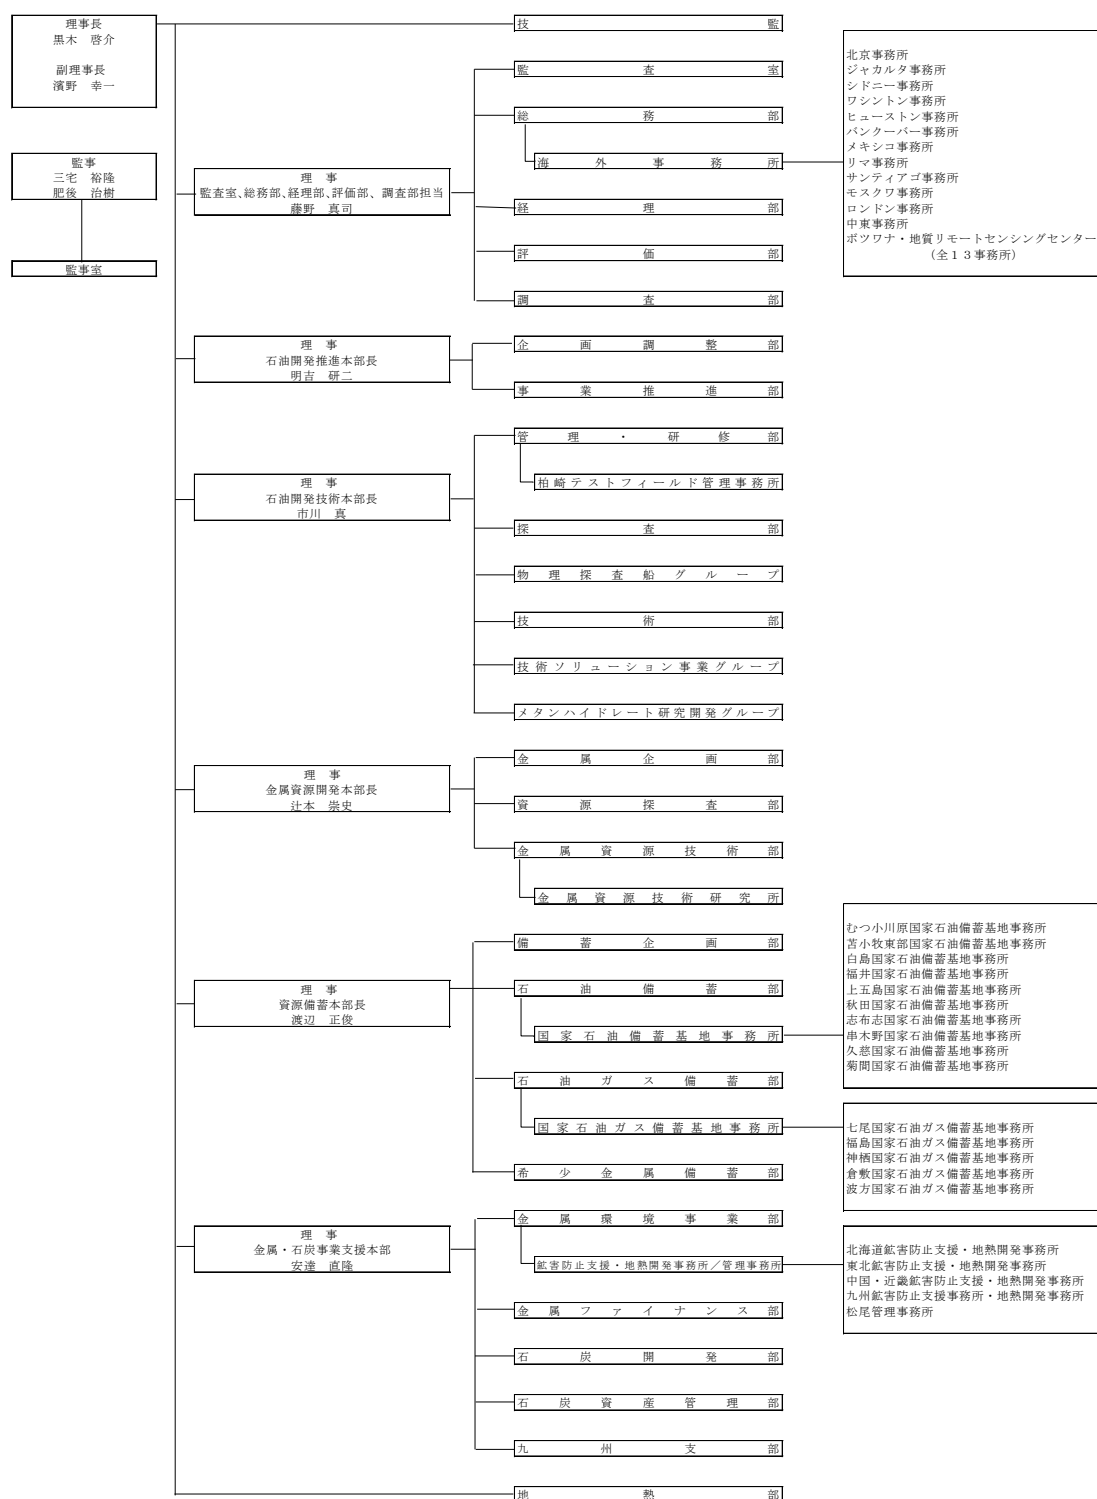 理事長
黒木 啓介
副理事長
濱野 幸一
監事
三宅 裕隆
肥後 治樹
監事室
技監
理 事
監査室、総務部、経理部、評価部、調査部担当
藤野 真司
監査室
総務部
海外事務所
北京事務所
ジャカルタ事務所
シドニー事務所
ワシントン事務所
ヒューストン事務所
バンクーバー事務所
メキシコ事務所
リマ事務所
サンティアゴ事務所
モスクワ事務所
ロンドン事務所
中東事務所
ボツワナ・地質リモートセンシングセンター
(全13事務所)
経理部
評価部
調査部
理 事
石油開発推進本部長
明吉 研二
企画調整部
事業推進部
理 事
石油開発技術本部長
市川 真
管理・研修部
柏崎テストフィールド管理事務所
探査部
物理探査船グループ
技術部
技術ソリューション事業グループ
メタンハイドレート研究開発グループ
理 事
金属資源開発本部長
辻本 崇史
金属企画部
資源探査部
金属資源技術部
金属資源技術研究所
理 事
資源備蓄本部長
渡辺 正俊
備蓄企画部
石油備蓄部
国家石油備蓄基地事務所
むつ小川原国家石油備蓄基地事務所
苫小牧東部国家石油備蓄基地事務所
白島国家石油備蓄基地事務所
福井国家石油備蓄基地事務所
上五島国家石油備蓄基地事務所
秋田国家石油備蓄基地事務所
志布志国家石油備蓄基地事務所
串木野国家石油備蓄基地事務所
久慈国家石油備蓄基地事務所
菊間国家石油備蓄基地事務所
石油ガス備蓄部
国家石油ガス備蓄基地事務所
七尾国家石油ガス備蓄基地事務所
福島国家石油ガス備蓄基地事務所
神栖国家石油ガス備蓄基地事務所
倉敷国家石油ガス備蓄基地事務所
波方国家石油ガス備蓄基地事務所
希少金属備蓄部
理 事
金属・石炭事業支援本部
安達 直隆
金属環境事業部
鉱害防止支援・地熱開発事務所/管理事務所
北海道鉱害防止支援・地熱開発事務所
東北鉱害防止支援・地熱開発事務所
中国・近畿鉱害防止支援・地熱開発事務所
九州鉱害防止支援事務所・地熱開発事務所
松尾管理事務所
金属ファイナンス部
石炭開発部
石炭資産管理部
九州支部
地熱部